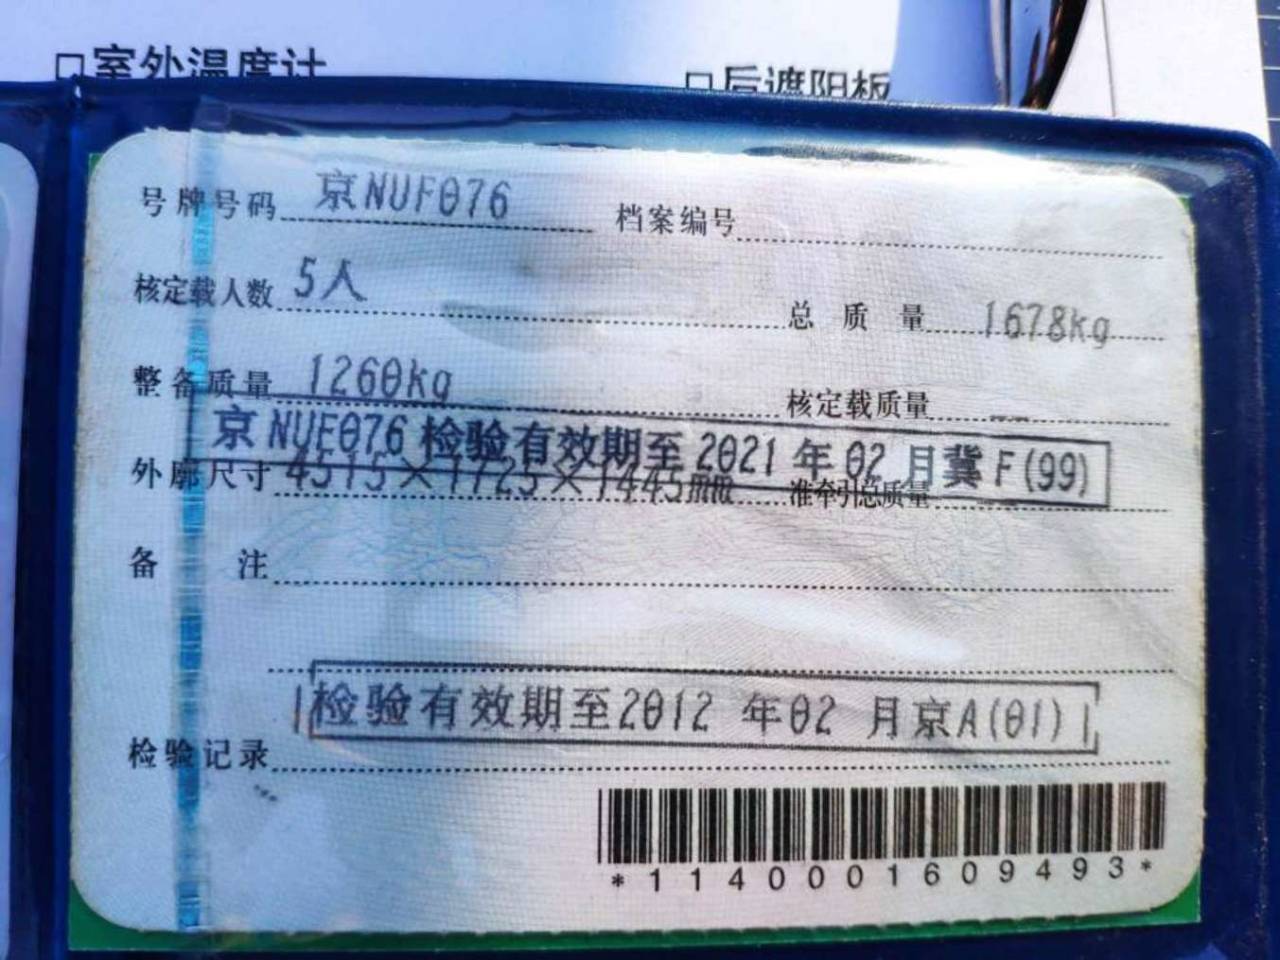 室外温度计
后遮阳板
号牌号码 京NUF076 档案编号
核定载人数 5人 总质量 1678kg
整备质量 1260kg 核定载质量 --
京NUF076检验有效期至2021年02月冀F(99)
外廓尺寸 4515×1725×1445mm 准牵引总质量
备注
检验有效期至2012年02月京A(01)
检验记录
*1140001609493*